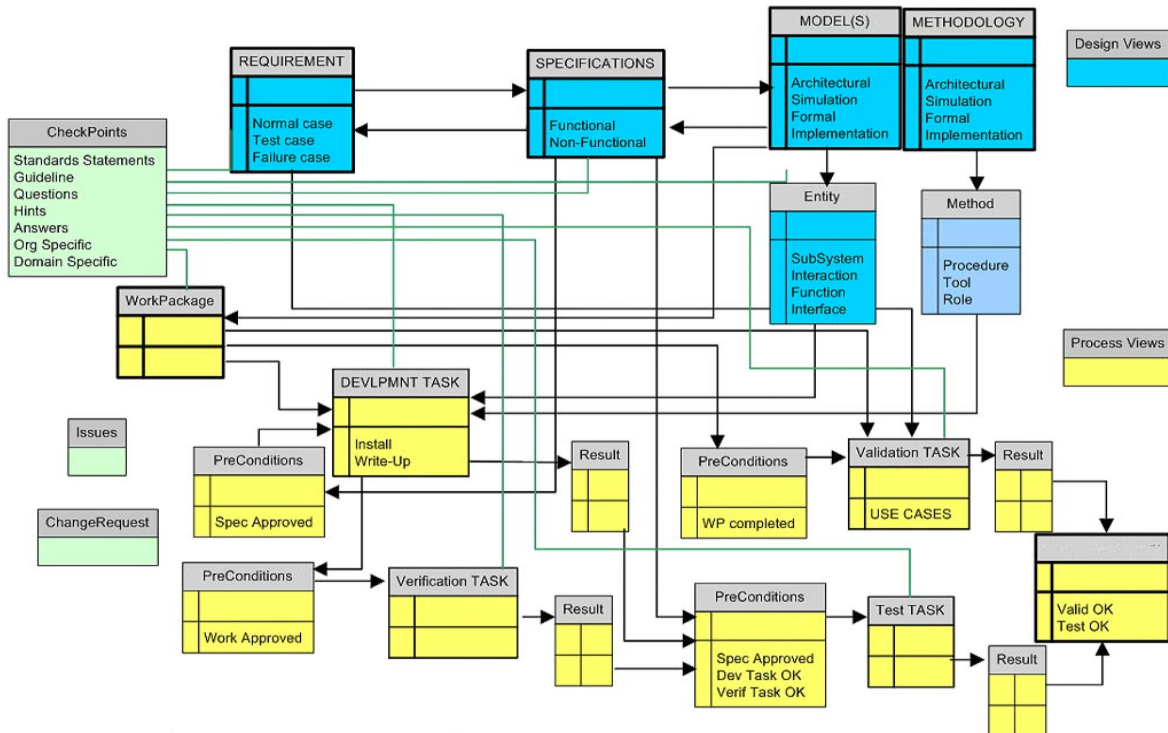 MODEL(S)
METHODOLOGY
Design Views
REQUIREMENT
SPECIFICATIONS
Architectural
Simulation
Formal
Implementation
Architectural
Simulation
Formal
Implementation
Normal case
Test case
Failure case
Functional
Non-Functional
CheckPoints
Standards Statements
Guideline
Questions
Hints
Answers
Org Specific
Domain Specific
Entity
SubSystem
Interaction
Function
Interface
Method
Procedure
Tool
Role
WorkPackage
Process Views
DEVLPMNT TASK
Install
Write-Up
Issues
PreConditions
Spec Approved
Result
PreConditions
WP completed
Validation TASK
USE CASES
Result
ChangeRequest
PreConditions
Work Approved
Verification TASK
Result
PreConditions
Spec Approved
Dev Task OK
Verif Task OK
Test TASK
Result
Valid OK
Test OK